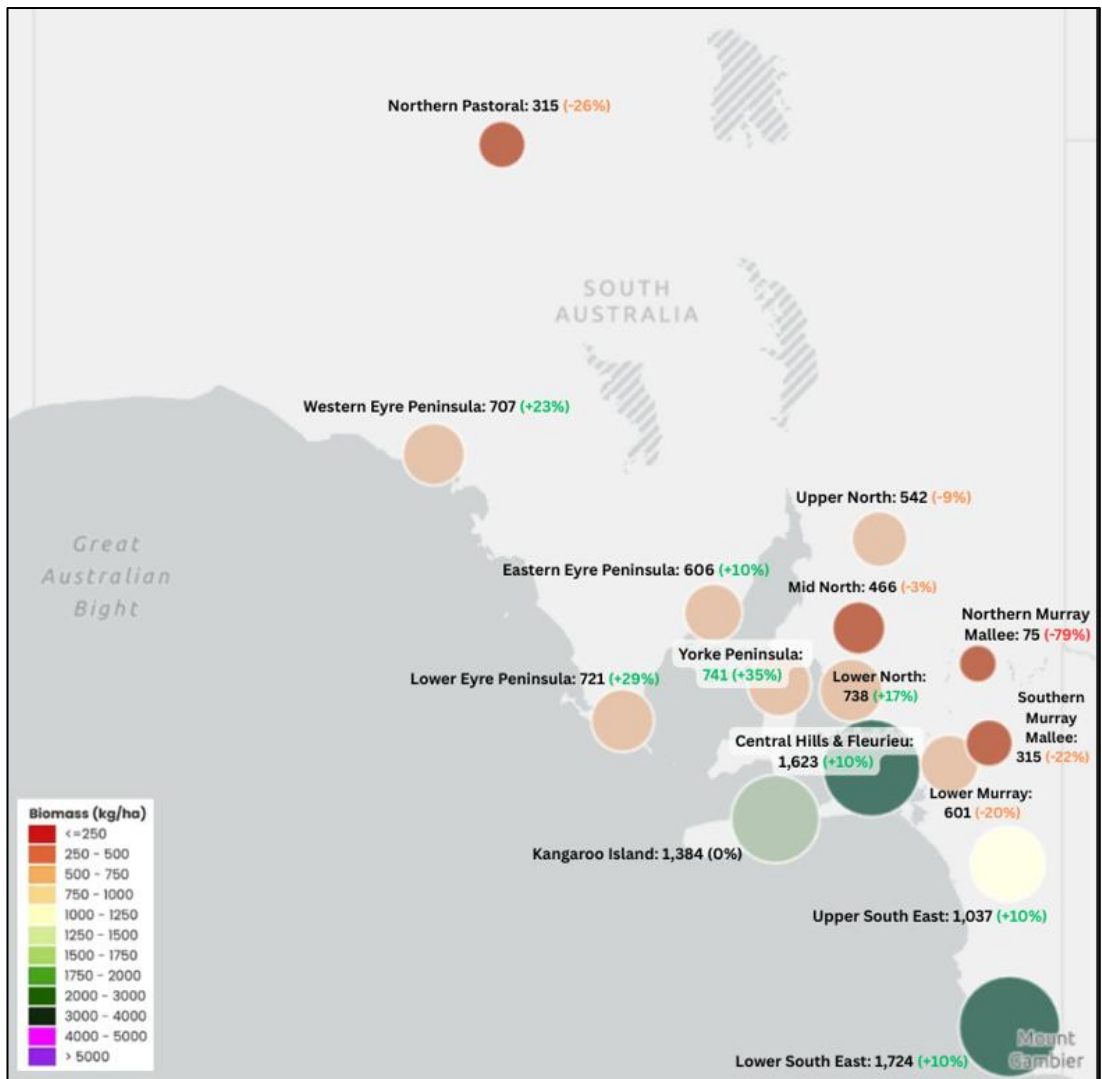 Northern Pastoral: 315 (-26%)
SOUTH
AUSTRALIA
Western Eyre Peninsula: 707 (+23%)
Upper North: 542 (-9%)
Great
Australian
Bight
Eastern Eyre Peninsula: 606 (+10%)
Mid North: 466 (-3%)
Northern Murray
Mallee: 75 (-79%)
Yorke Peninsula:
741 (+35%)
Lower North:
738 (+17%)
Lower Eyre Peninsula: 721 (+29%)
Southern
Murray
Mallee:
315 (-22%)
Central Hills & Fleurieu:
1,623 (+10%)
Lower Murray:
601 (-20%)
Kangaroo Island: 1,384 (0%)
Upper South East: 1,037 (+10%)
Mount
Gambier
Lower South East: 1,724 (+10%)
Biomass (kg/ha)
<=250
250 - 500
500 - 750
750 - 1000
1000 - 1250
1250 - 1500
1500 - 1750
1750 - 2000
2000 - 3000
3000 - 4000
4000 - 5000
> 5000